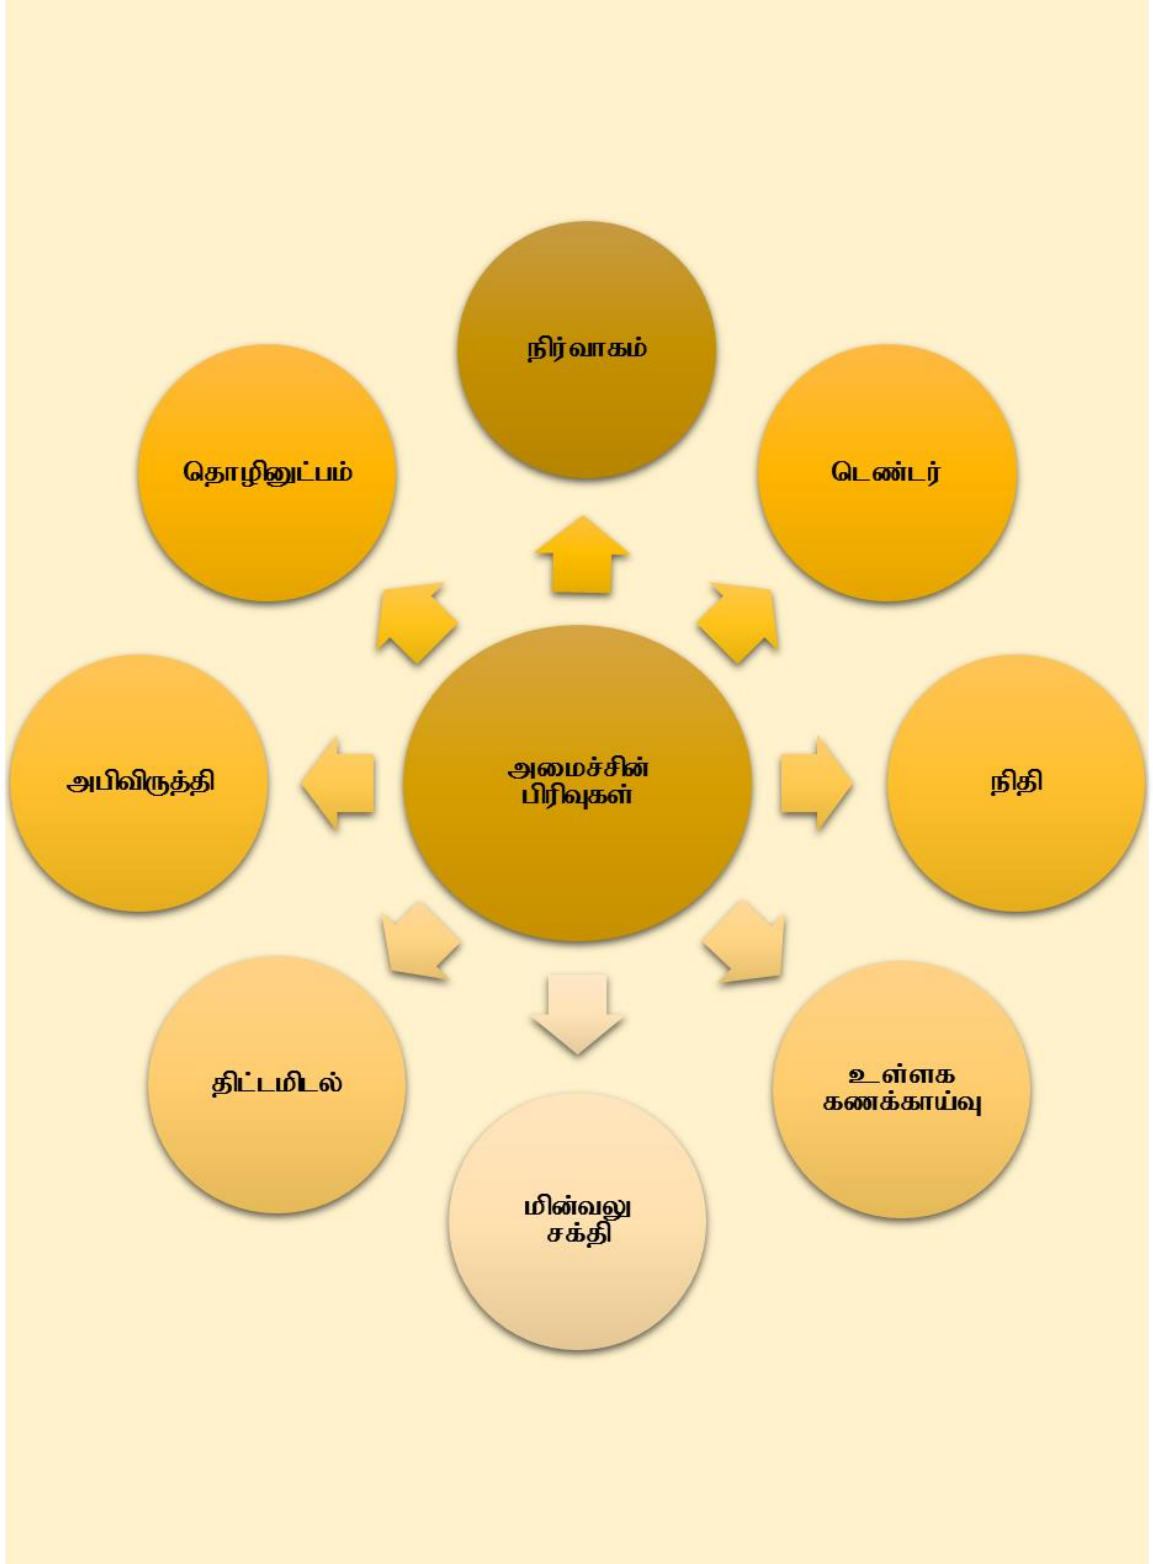 நிர்வாகம்
தொழினுட்பம்
டெண்டர்
அபிவிருத்தி
அமைச்சின்
பிரிவுகள்
நிதி
திட்டமிடல்
உள்ளக
கணக்காய்வு
மின்வலு
சக்தி